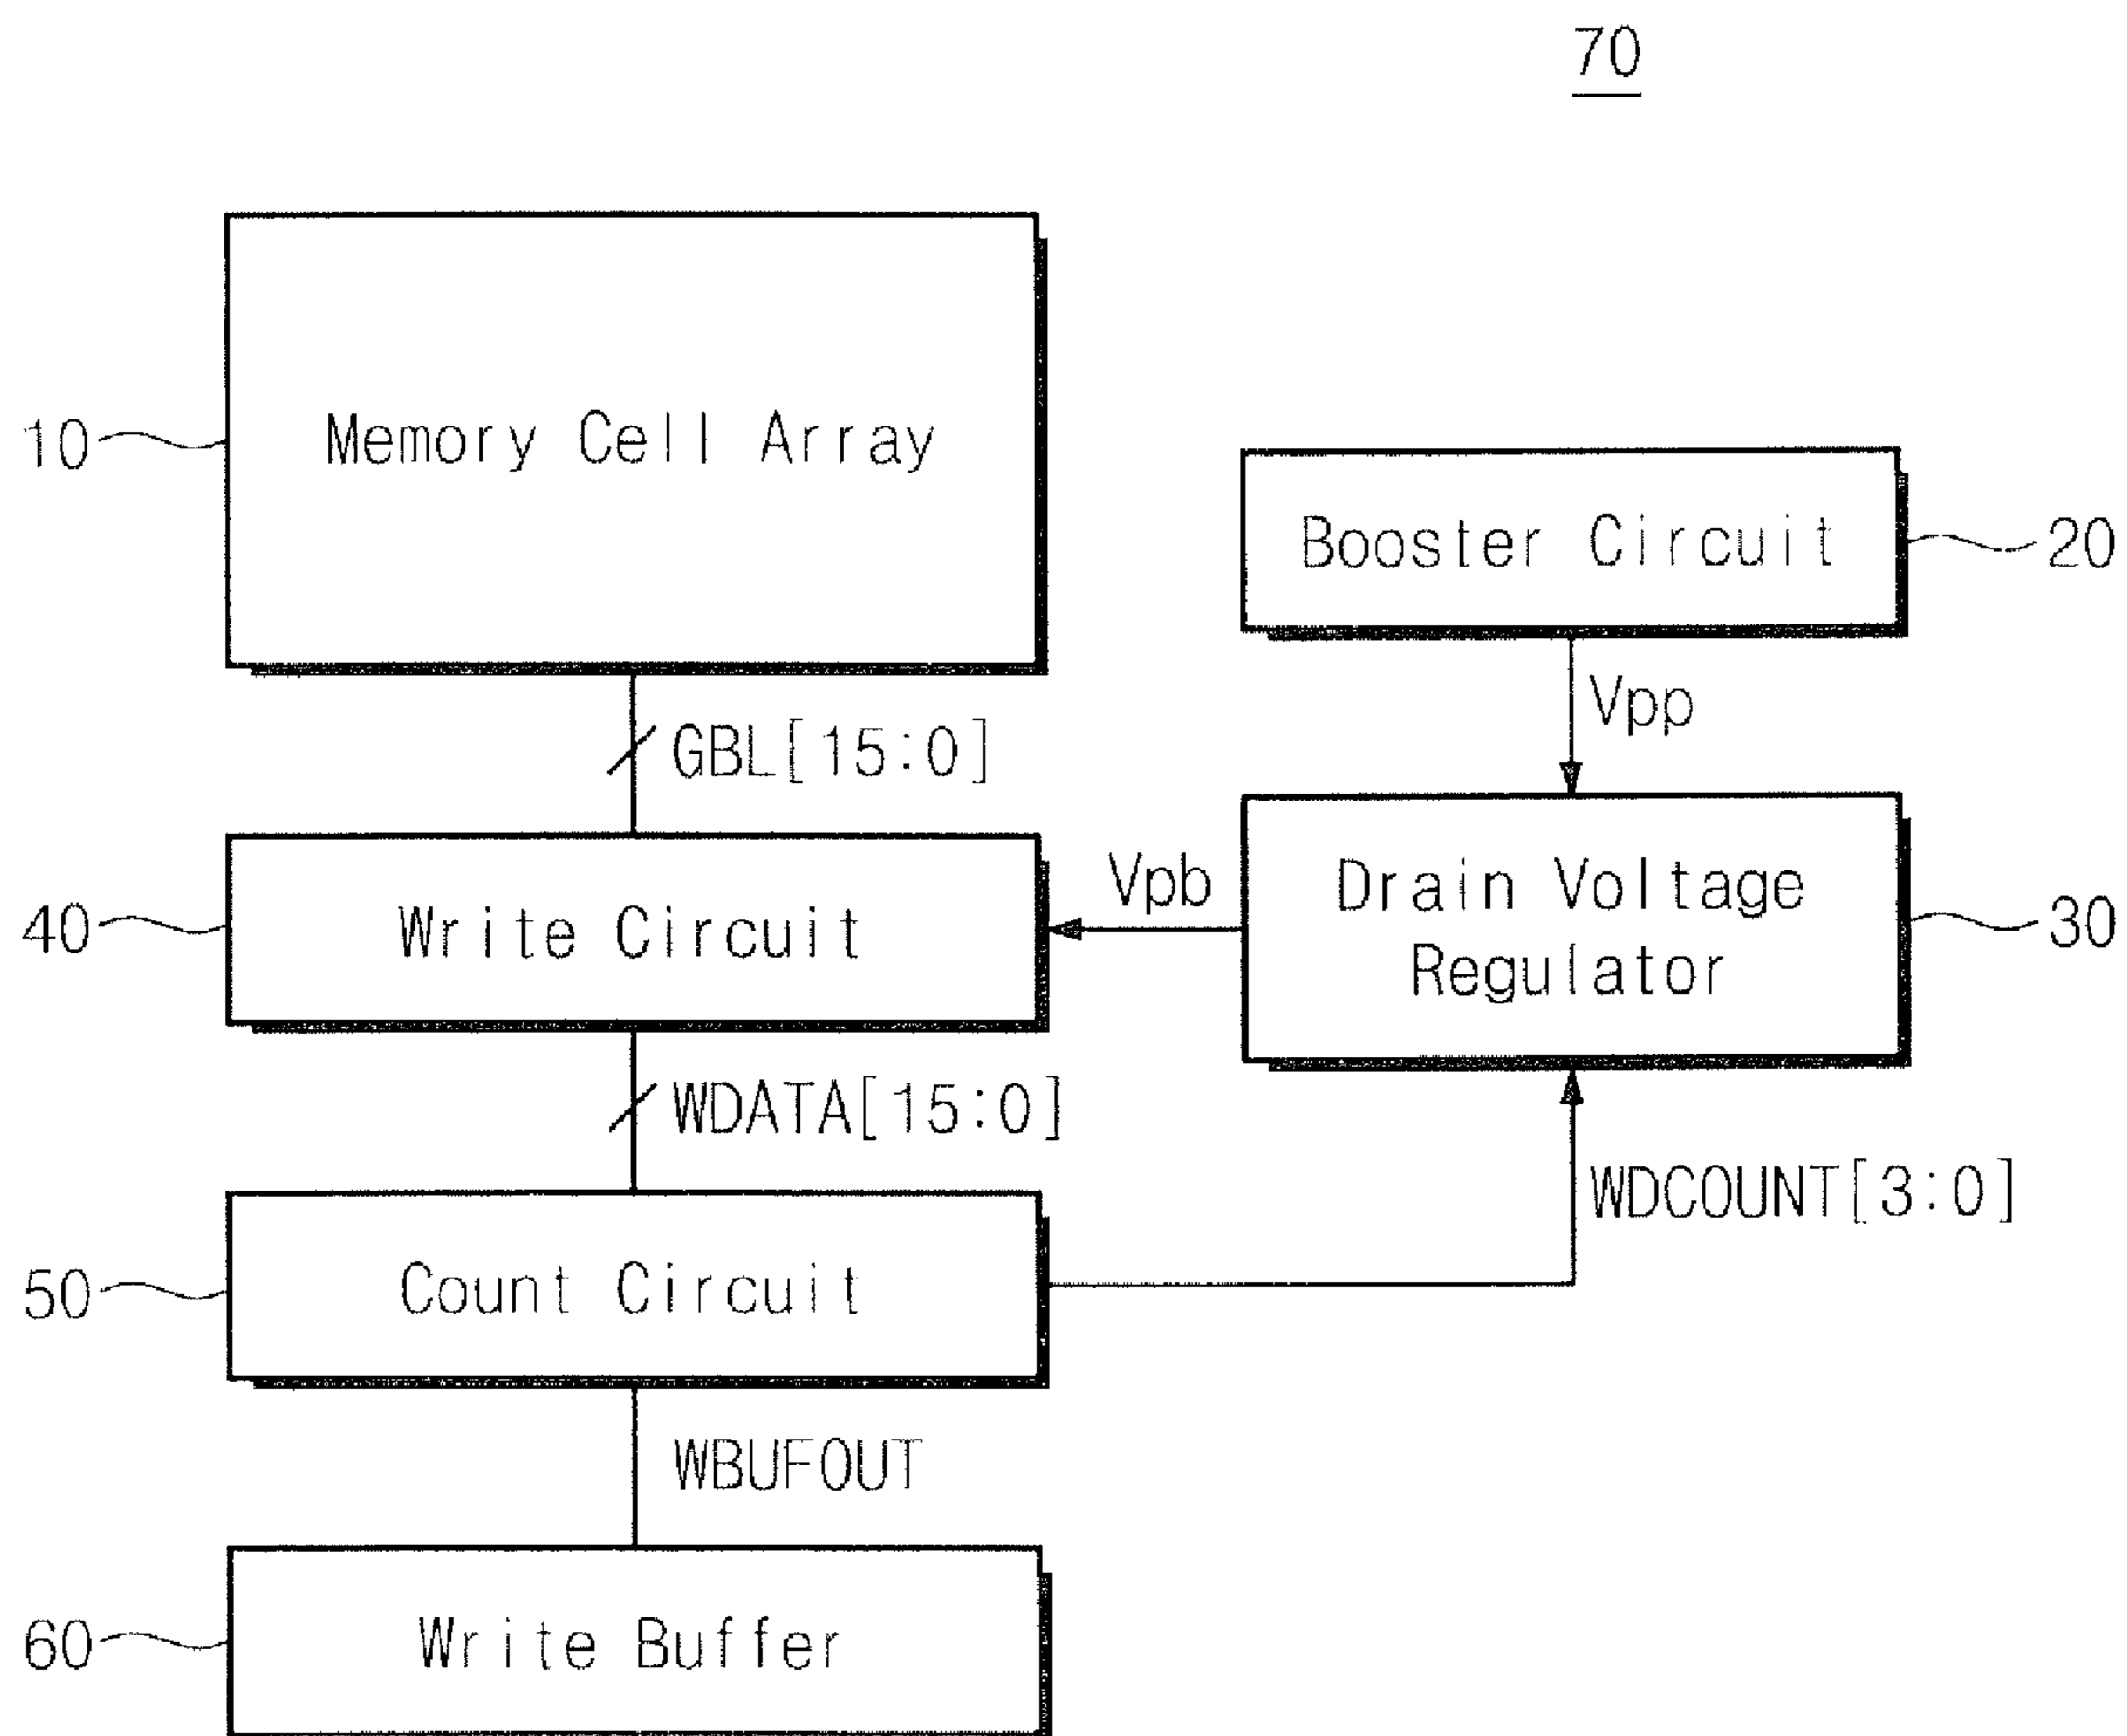 70
10
Memory Cell Array
Booster Circuit
20
Vpp
GBL[15:0]
40
Write Circuit
Vpb
Drain Voltage
Regulator
30
WDATA[15:0]
WDCOUNT[3:0]
50
Count Circuit
WBUFOUT
60
Write Buffer